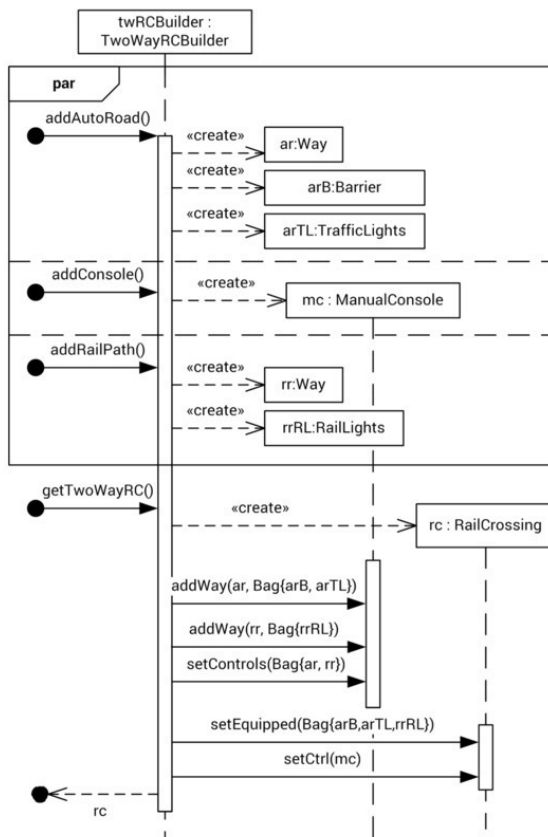 twRCBuilder :
TwoWayRCBuilder
par
addAutoRoad()
«create»
ar:Way
«create»
arB:Barrier
«create»
arTL:TrafficLights
addConsole()
«create»
mc : ManualConsole
addRailPath()
«create»
rr:Way
«create»
rrRL:RailLights
getTwoWayRC()
«create»
rc : RailCrossing
addWay(ar, Bag{arB, arTL})
addWay(rr, Bag{rrRL})
setControls(Bag{ar, rr})
setEquipped(Bag{arB,arTL,rrRL})
setCtrl(mc)
rc